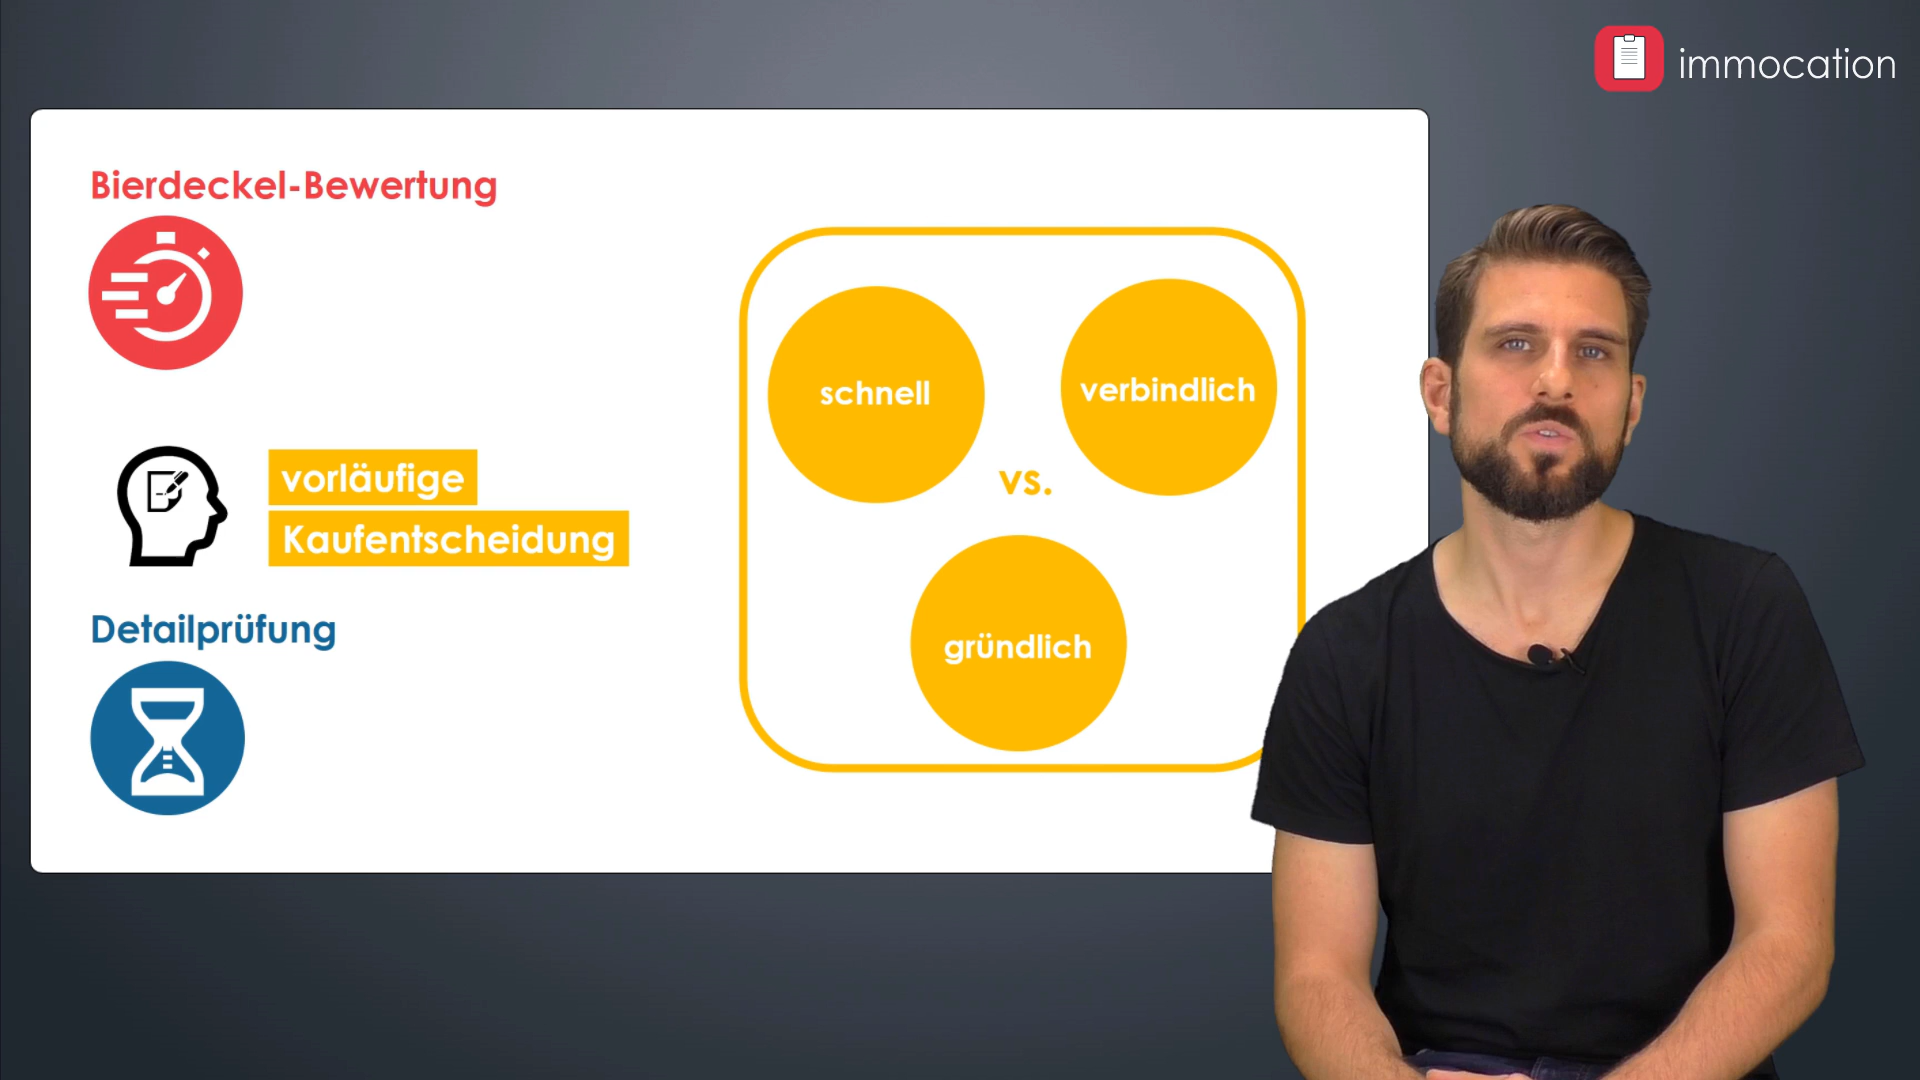 immocation
Bierdeckel-Bewertung
schnell
verbindlich
vs.
vorläufige
Kaufentscheidung
gründlich
Detailprüfung